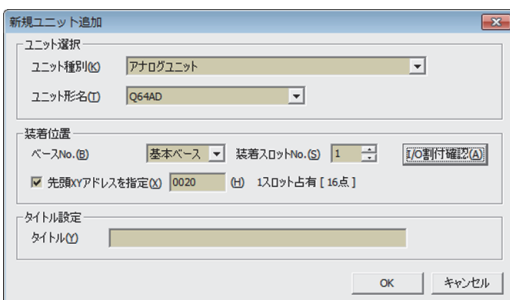 新規ユニット追加
ユニット選択
ユニット種別(K) アナログユニット
ユニット形名(T) Q64AD
装着位置
ベースNo.(B) 基本ベース 装着スロットNo.(S) 1 I/O割付確認(A)
先頭XYアドレスを指定(X) 0020 (H) 1スロット占有 [ 16点 ]
タイトル設定
タイトル(Y)
OK キャンセル